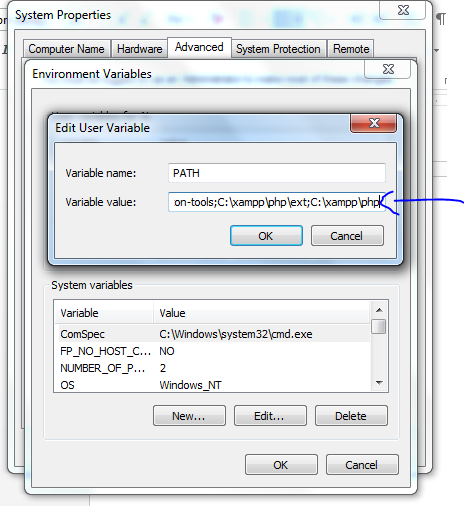 System Properties
Computer Name Hardware Advanced System Protection Remote
Environment Variables
Edit User Variable
Variable name: PATH
Variable value: on-tools;C:\xampp\php\ext;C:\xampp\php
OK Cancel
System variables
Variable Value
ComSpec C:\Windows\system32\cmd.exe
FP_NO_HOST_C... NO
NUMBER_OF_P... 2
OS Windows_NT
New... Edit... Delete
OK Cancel